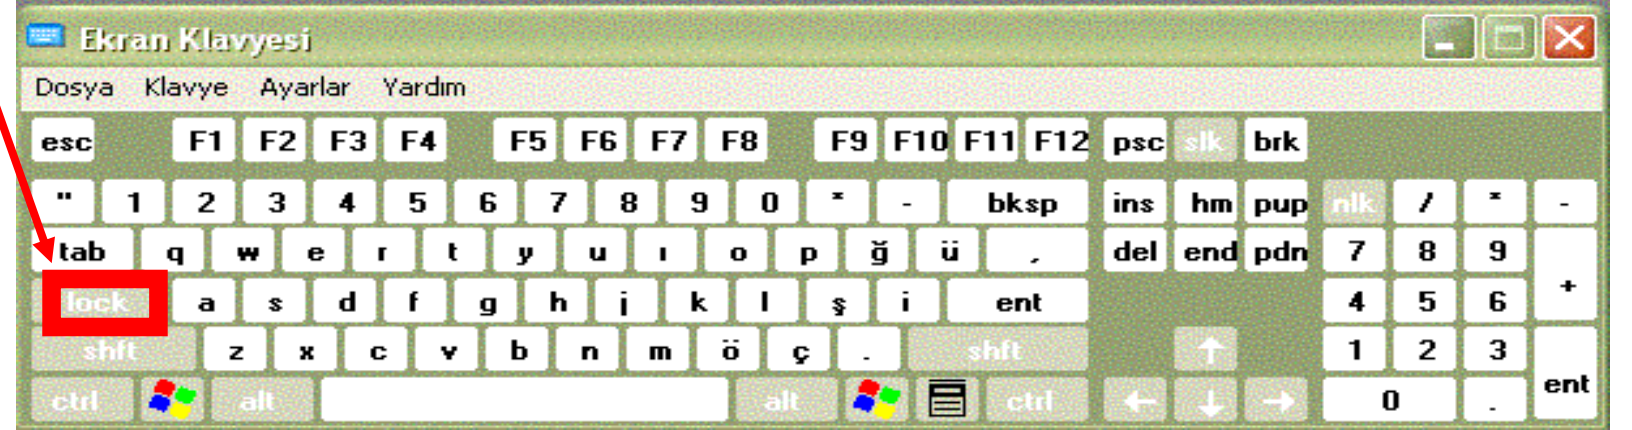 Ekran Klavyesi
Dosya Klavye Ayarlar Yardım
esc F1 F2 F3 F4 F5 F6 F7 F8 F9 F10 F11 F12 psc slk brk
" 1 2 3 4 5 6 7 8 9 0 * - bksp ins hm pup nlk / * -
tab q w e r t y u ı o p ğ ü , del end pdn 7 8 9 +
lock a s d f g h j k l ş i ent 4 5 6
shft z x c v b n m ö ç . shft ↑ 1 2 3 ent
ctrl alt alt ctrl ← ↓ → 0 .